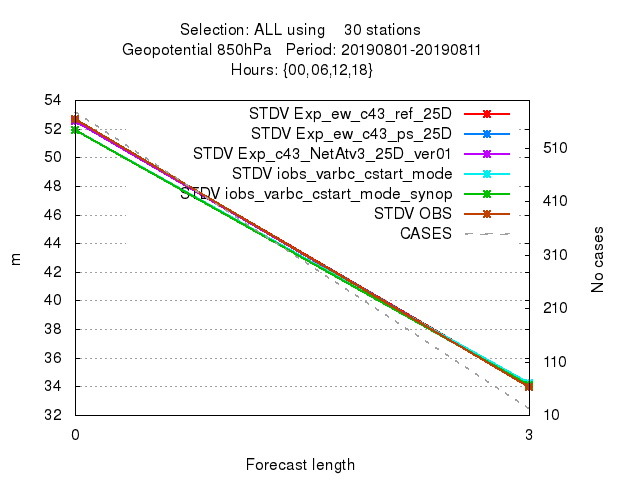 Selection: ALL using    30 stations
Geopotential 850hPa   Period: 20190801-20190811
Hours: {00,06,12,18}
54
52
50
48
46
44
42
40
38
36
34
32
m
STDV Exp_ew_c43_ref_25D
STDV Exp_ew_c43_ps_25D
STDV Exp_c43_NetAtv3_25D_ver01
STDV iobs_varbc_cstart_mode
STDV iobs_varbc_cstart_mode_synop
STDV OBS
CASES
510
410
310
210
110
10
No cases
0
3
Forecast length